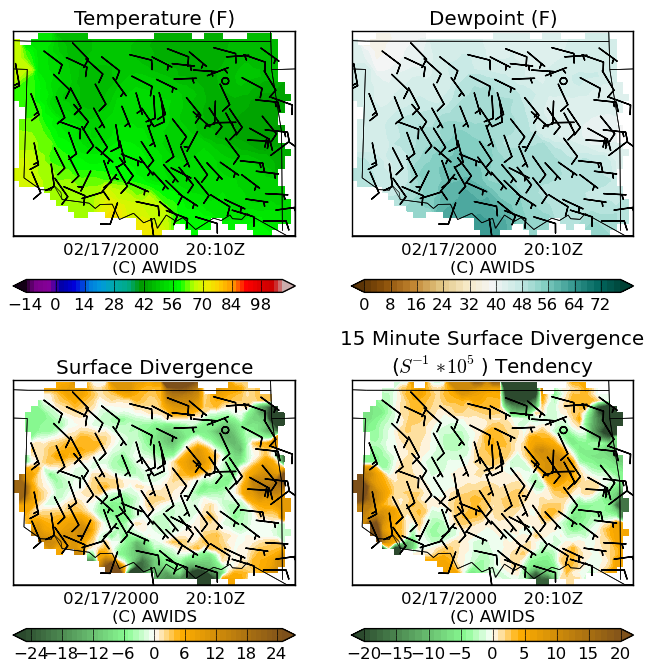 Temperature (F)
Dewpoint (F)
02/17/2000 20:10Z
(C) AWIDS
02/17/2000 20:10Z
(C) AWIDS
−14 0 14 28 42 56 70 84 98
0 8 16 24 32 40 48 56 64 72
Surface Divergence
15 Minute Surface Divergence
(S⁻¹ *10⁵ ) Tendency
02/17/2000 20:10Z
(C) AWIDS
02/17/2000 20:10Z
(C) AWIDS
−24 −18 −12 −6 0 6 12 18 24
−20 −15 −10 −5 0 5 10 15 20